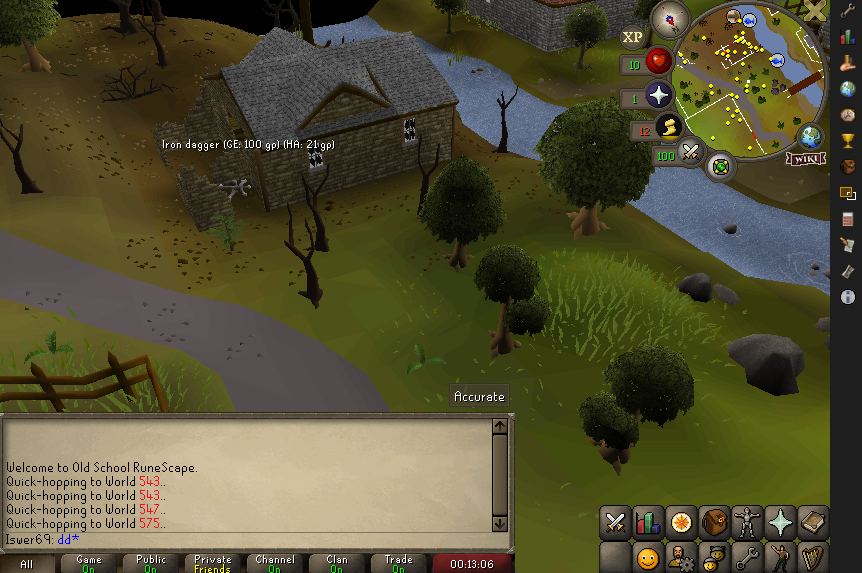 XP
10
1
12
100
WIKI
Iron dagger (GE: 100 gp) (HA: 21 gp)
Accurate
Welcome to Old School RuneScape.
Quick-hopping to World 543..
Quick-hopping to World 543..
Quick-hopping to World 547..
Quick-hopping to World 575..
Iswer69: dd*
All
Game
On
Public
On
Private
Friends
Channel
On
Clan
On
Trade
On
00:13:06